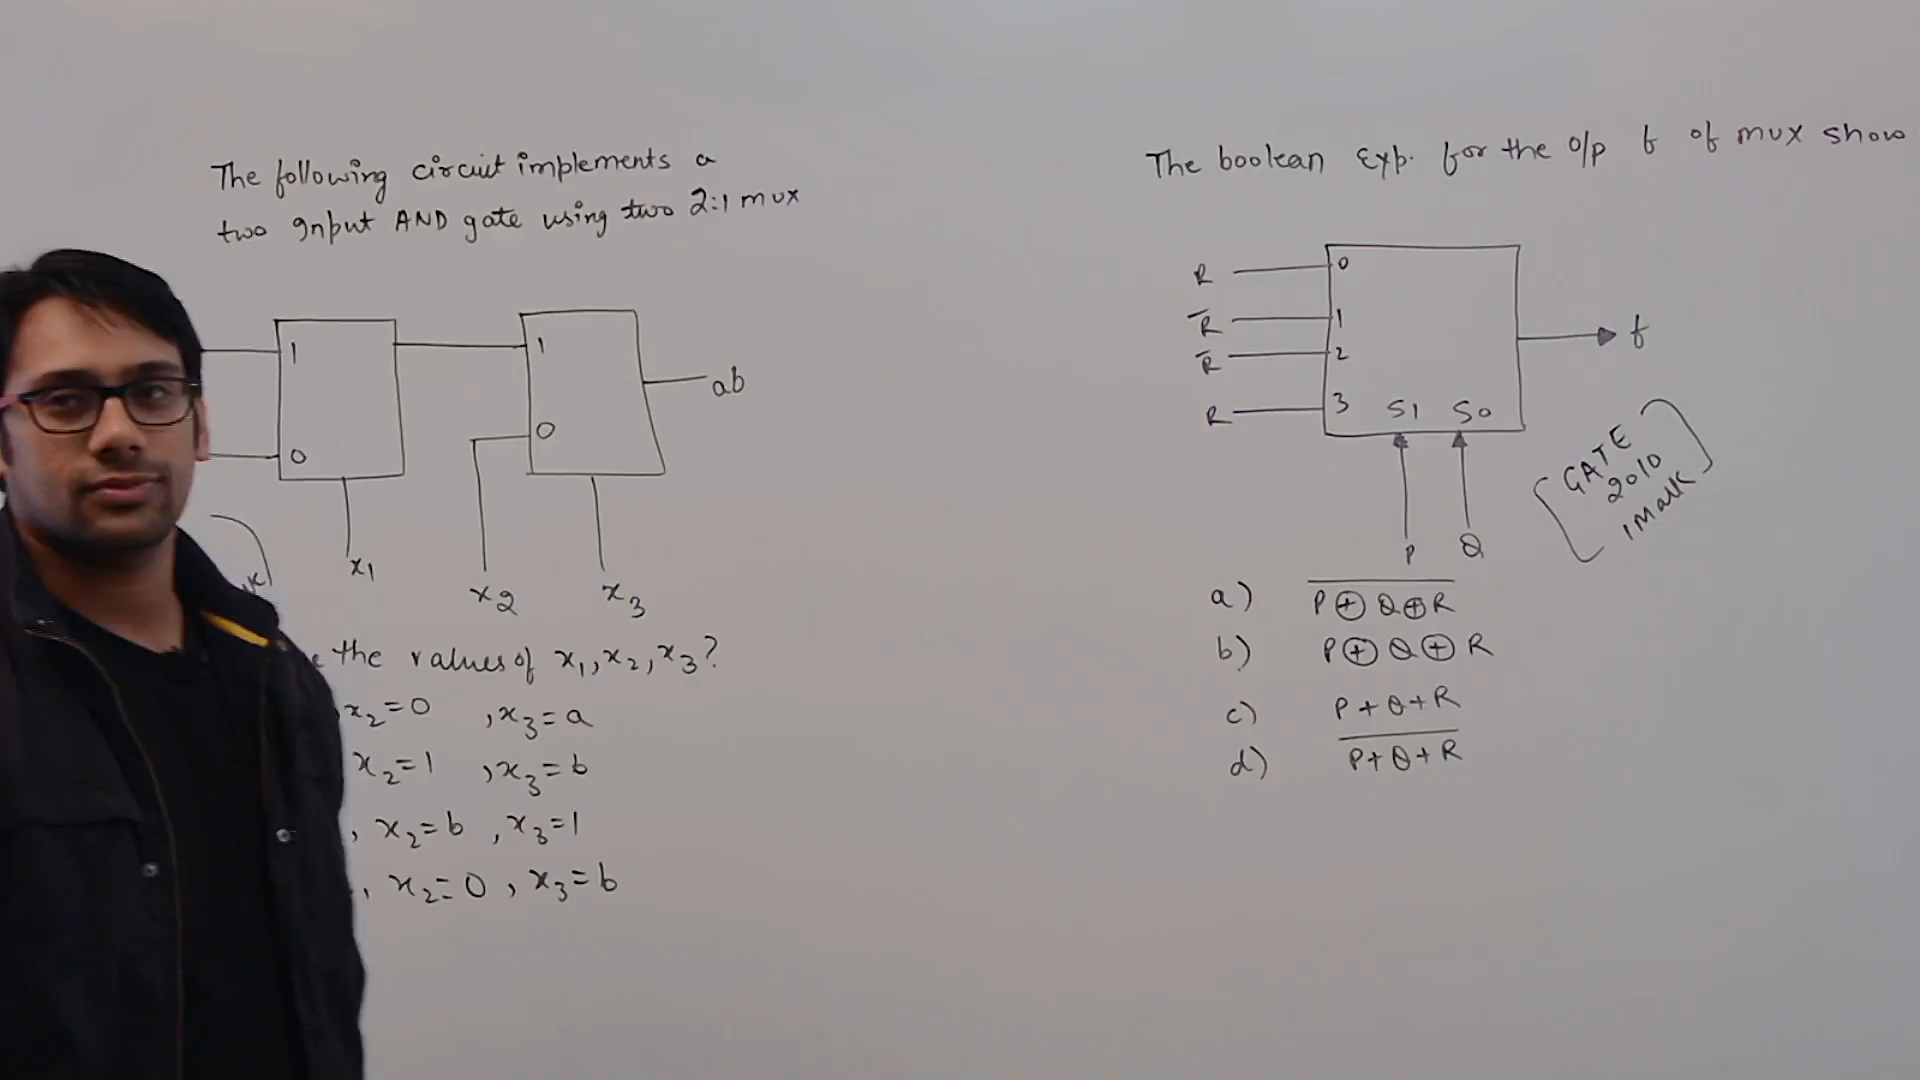 The following circuit implements a
two input AND gate using two 2:1 mux
1
0
1
0
ab
x1
x2
x3
the values of x1, x2, x3?
x2=0 , x3=a
x2=1 , x3=b
, x2=b , x3=1
, x2=0 , x3=b
The boolean Exp. for the o/p f of mux show
R
R̅
R̅
R
0
1
2
3 S1 S0
f
P Q
[GATE
2010
1 Mark]
a) \overline{P⊕Q⊕R}
b) P⊕Q⊕R
c) P+Q+R
d) \overline{P+Q+R}